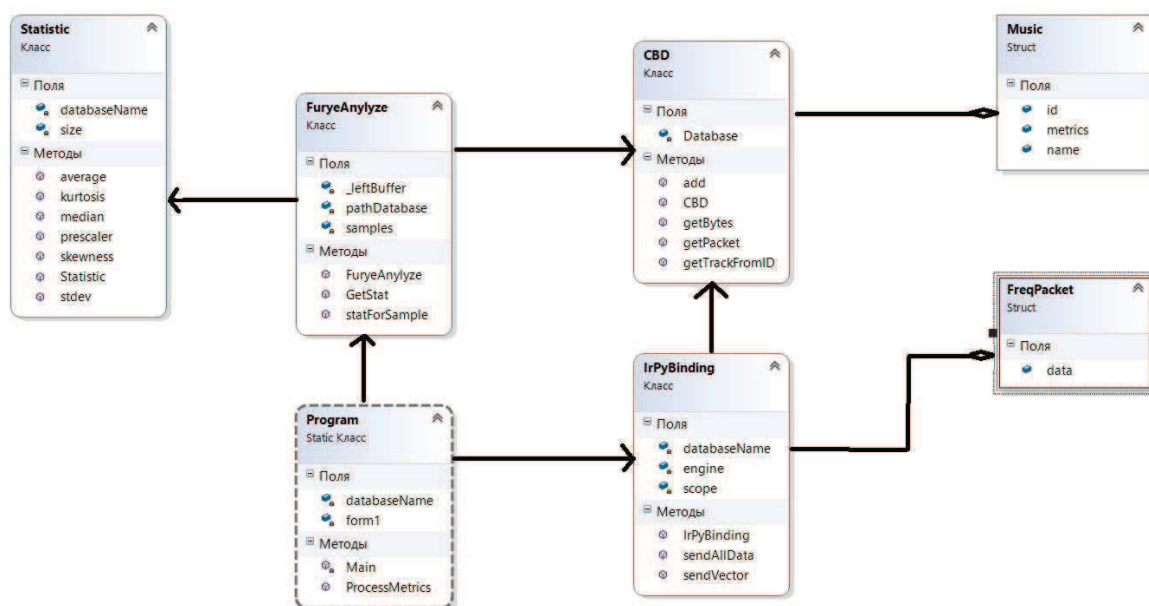 Statistic
Класс
Поля
databaseName
size
Методы
average
kurtosis
median
prescaler
skewness
Statistic
stdev
FuryeAnylyze
Класс
Поля
_leftBuffer
pathDatabase
samples
Методы
FuryeAnylyze
GetStat
statForSample
Program
Static Класс
Поля
databaseName
form1
Методы
Main
ProcessMetrics
CBD
Класс
Поля
Database
Методы
add
CBD
getBytes
getPacket
getTrackFromID
IrPyBinding
Класс
Поля
databaseName
engine
scope
Методы
IrPyBinding
sendAllData
sendVector
Music
Struct
Поля
id
metrics
name
FreqPacket
Struct
Поля
data